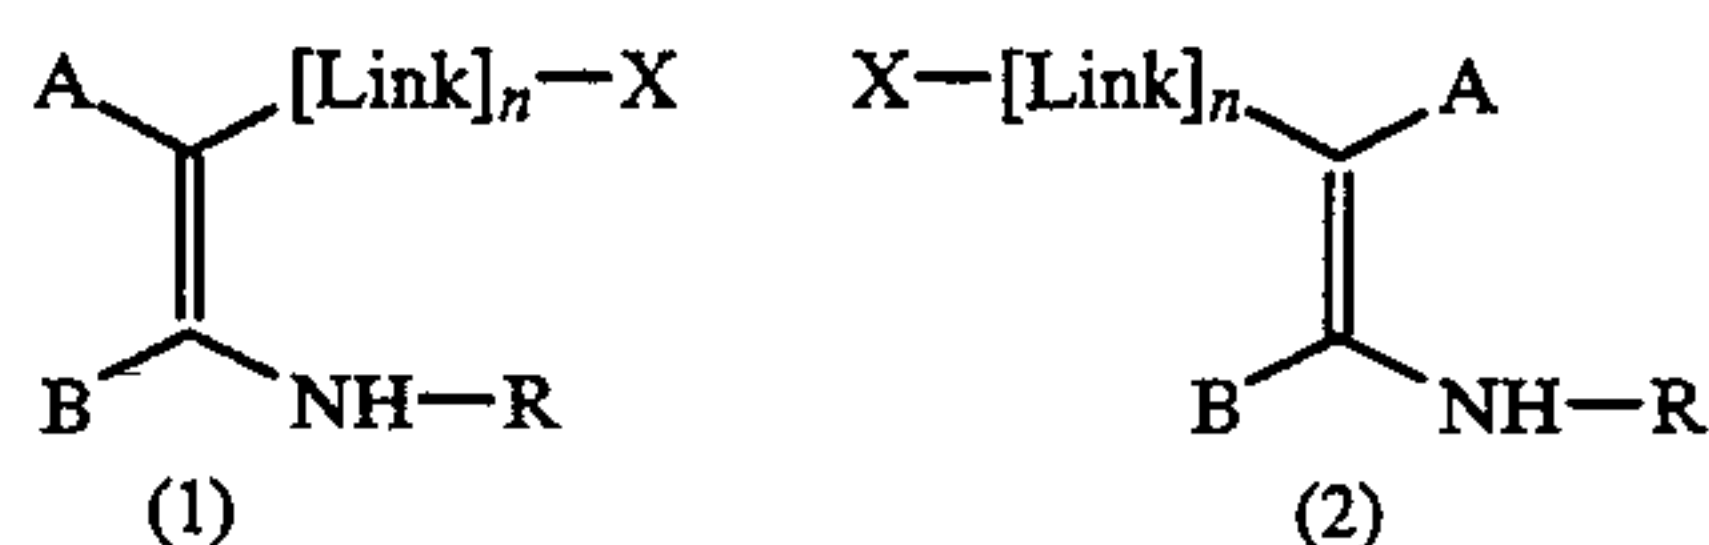 A [Link]n—X X—[Link]n A
B NH—R B NH—R
(1) (2)